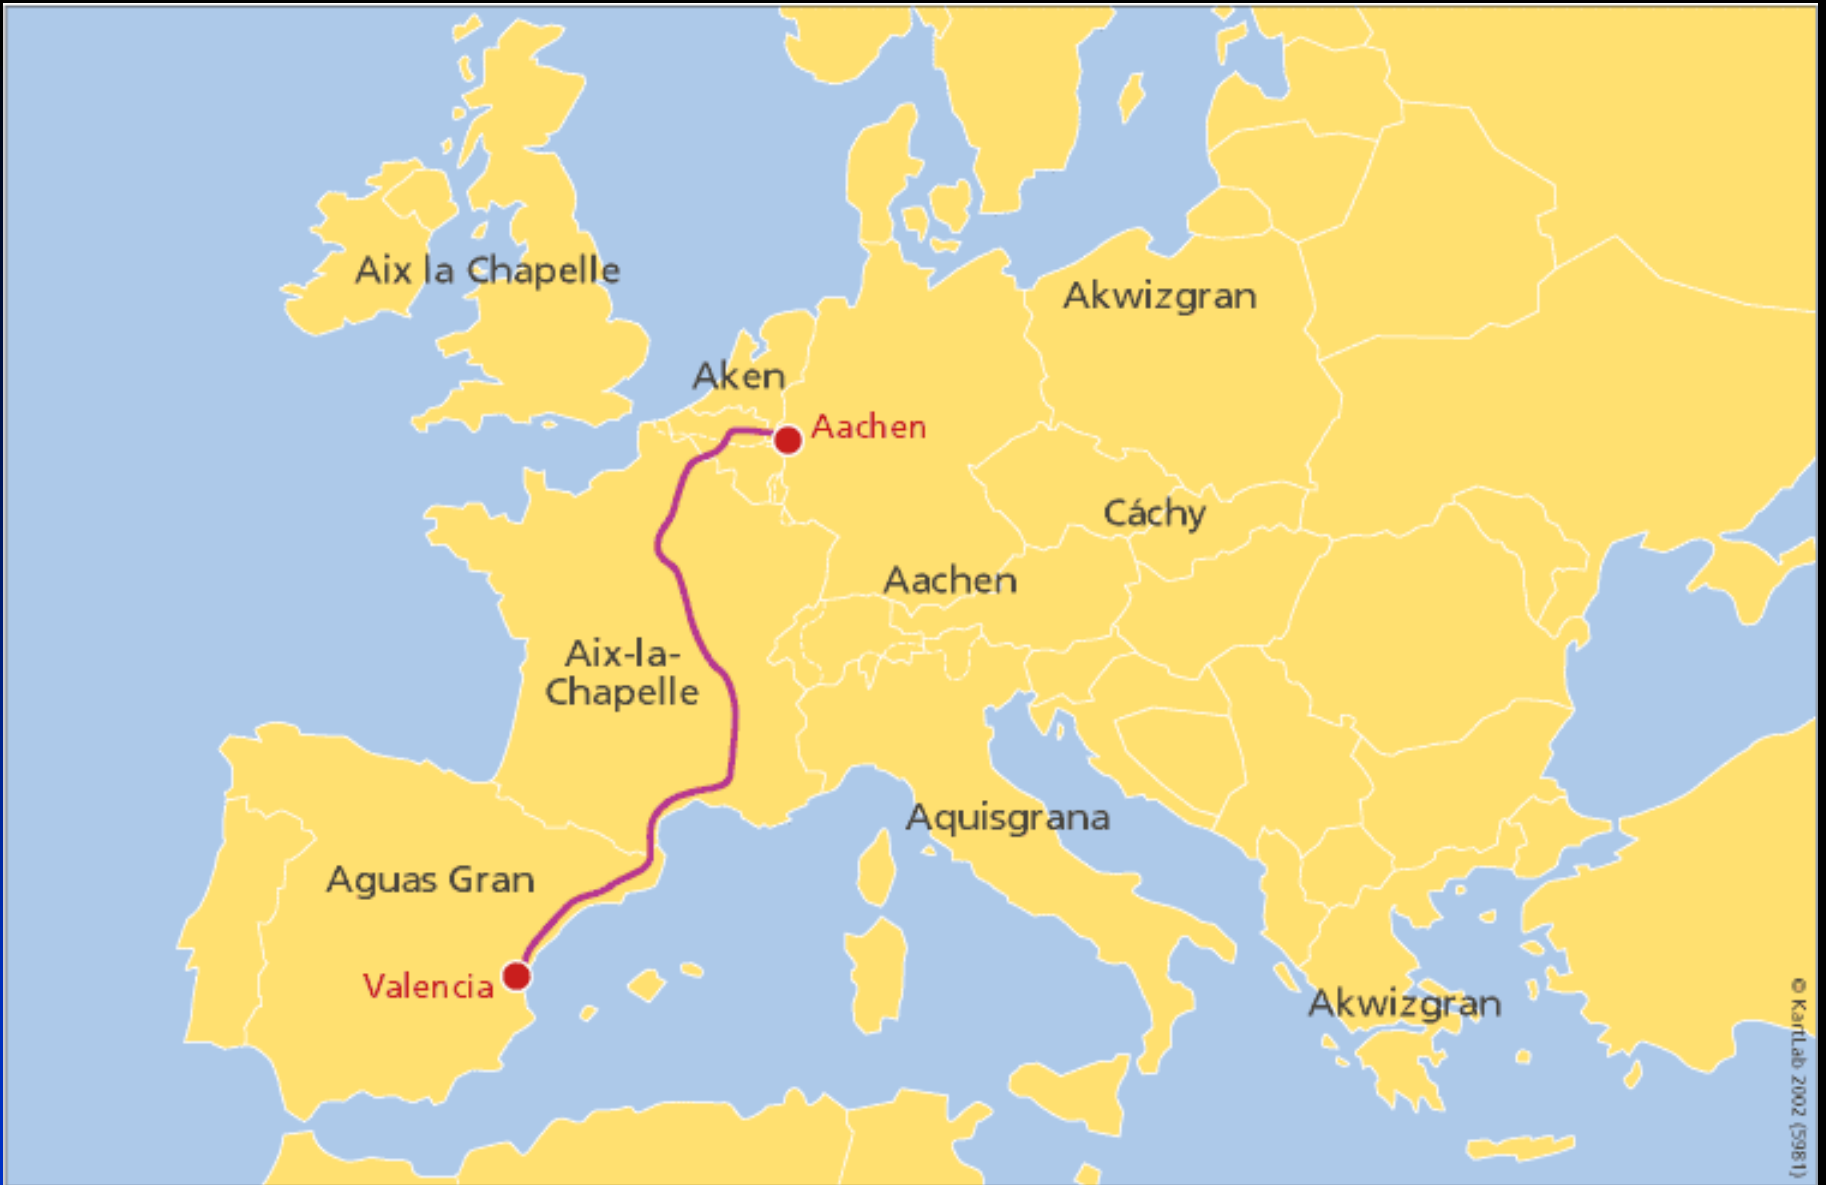 Aix la Chapelle
Akwizgran
Aken
Aachen
Cáchy
Aachen
Aix-la-
Chapelle
Aquisgrana
Aguas Gran
Valencia
Akwizgran
© KartLab 2002 (5981)